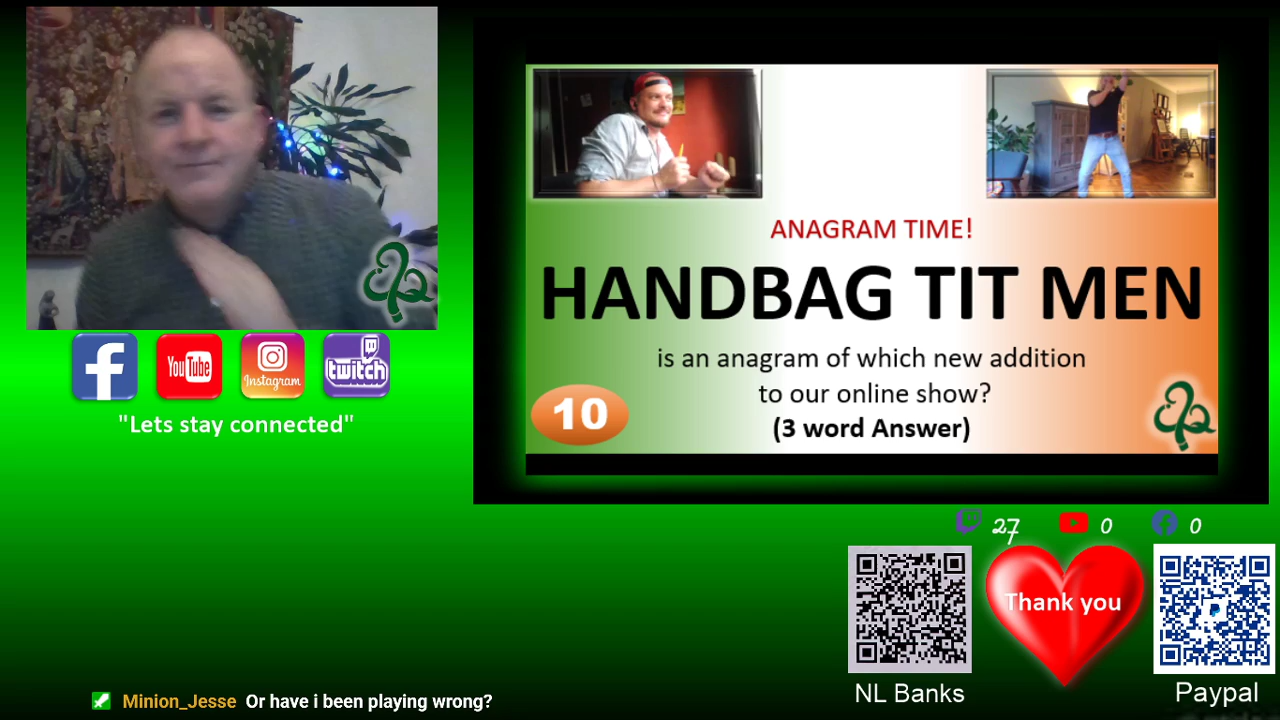 ANAGRAM TIME!
HANDBAG TIT MEN
is an anagram of which new addition
to our online show?
10
(3 word Answer)
YouTube
Instagram
twitch
"Lets stay connected"
27
0
0
Thank you
NL Banks
Paypal
Minion_Jesse Or have i been playing wrong?